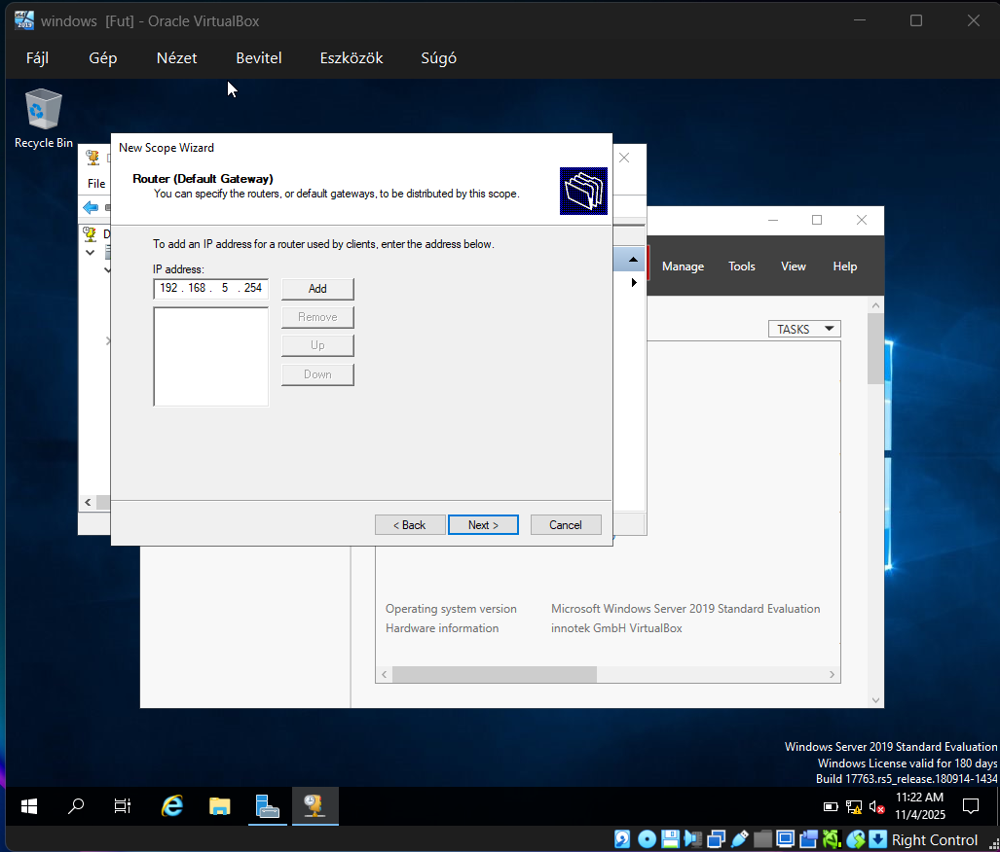 windows [Fut] - Oracle VirtualBox
Fájl Gép Nézet Bevitel Eszközök Súgó
Recycle Bin
New Scope Wizard
Router (Default Gateway)
You can specify the routers, or default gateways, to be distributed by this scope.
File
To add an IP address for a router used by clients, enter the address below.
IP address:
192 . 168 . 5 . 254
Add
Remove
Up
Down
< Back Next > Cancel
D
Manage Tools View Help
TASKS
Operating system version Microsoft Windows Server 2019 Standard Evaluation
Hardware information innotek GmbH VirtualBox
Windows Server 2019 Standard Evaluation
Windows License valid for 180 days
Build 17763.rs5_release.180914-1434
11:22 AM
11/4/2025
Right Control